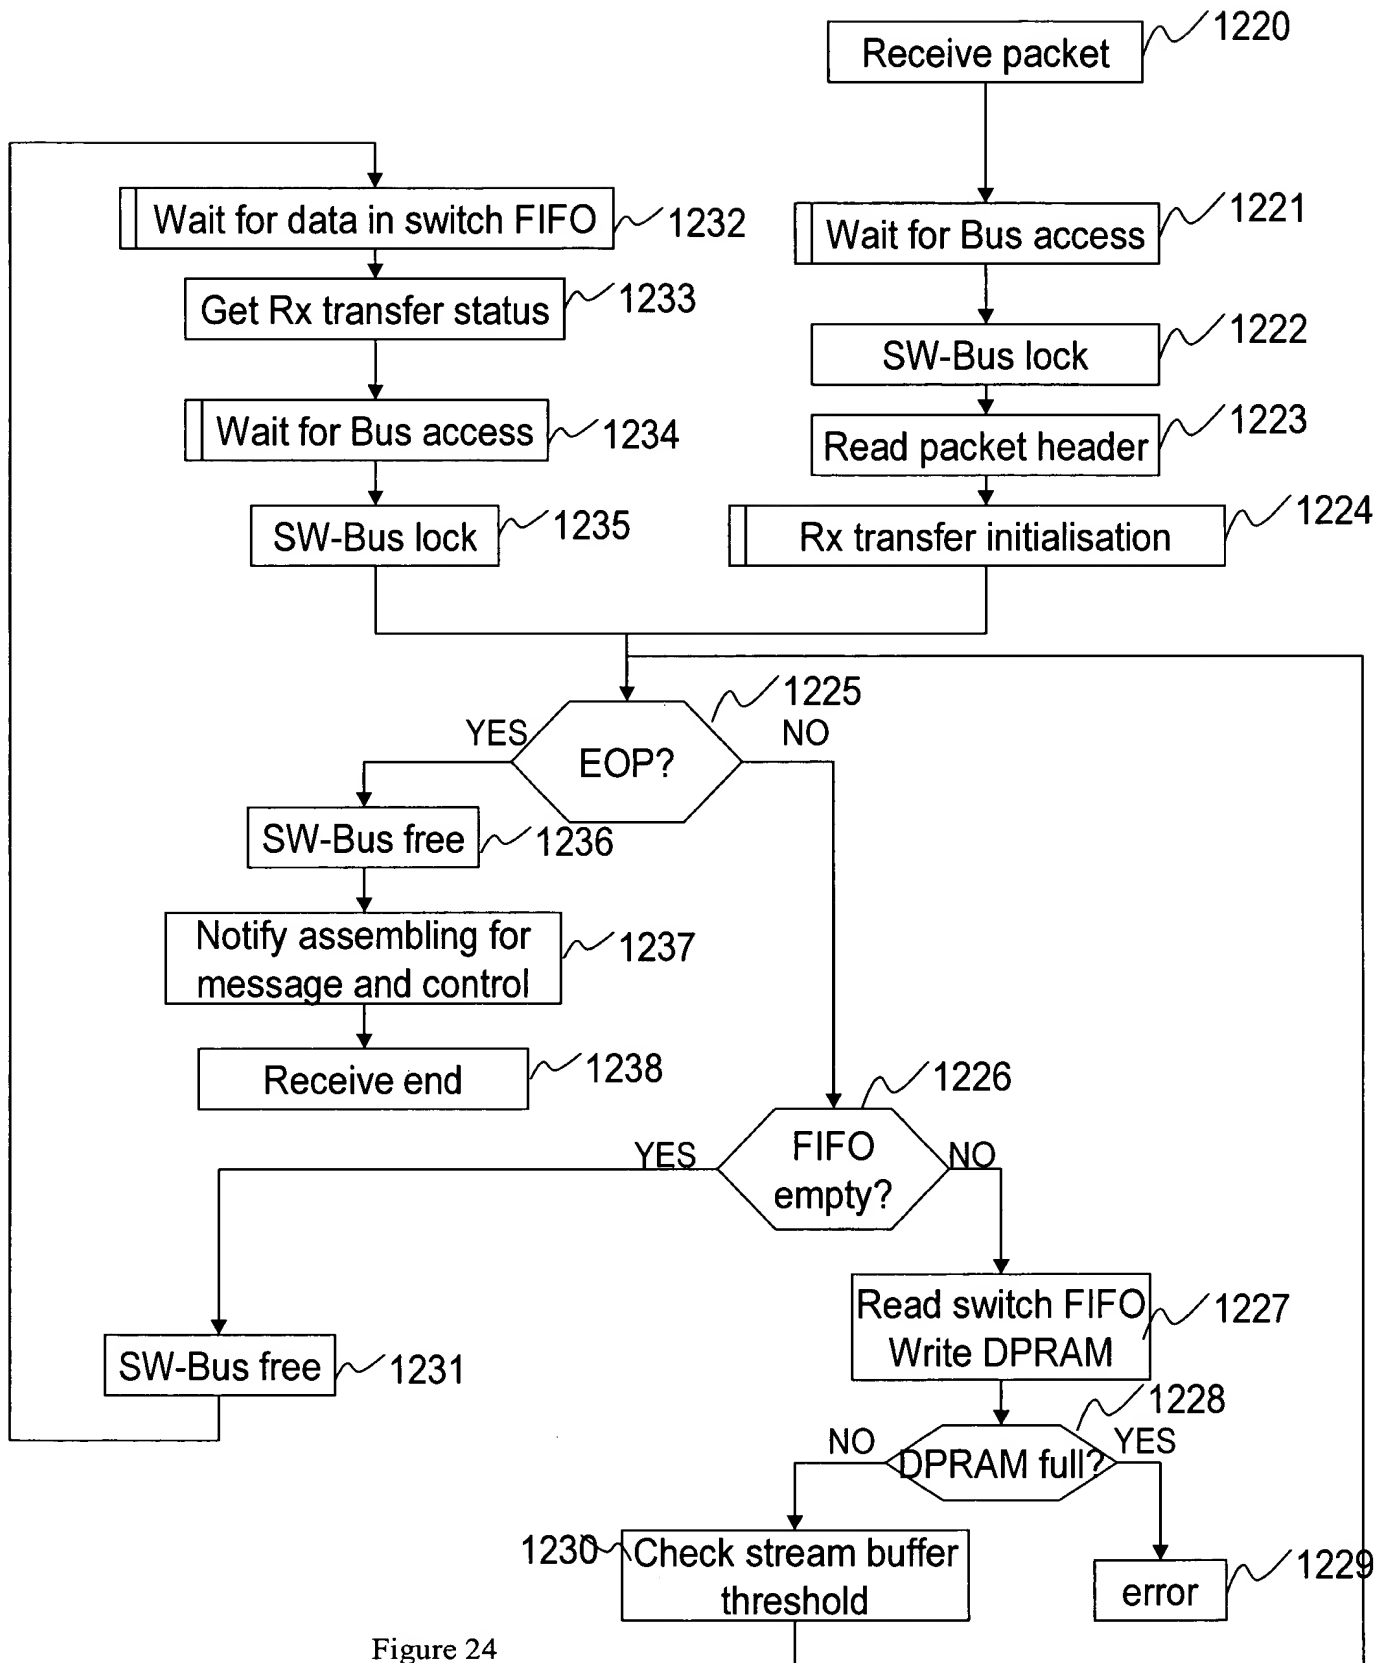 Receive packet
1220
Wait for data in switch FIFO
1232
Wait for Bus access
1221
Get Rx transfer status
1233
SW-Bus lock
1222
Wait for Bus access
1234
Read packet header
1223
SW-Bus lock
1235
Rx transfer initialisation
1224
1225
YES
NO
EOP?
SW-Bus free
1236
Notify assembling for
message and control
1237
Receive end
1238
1226
YES
FIFO
empty?
NO
Read switch FIFO
Write DPRAM
1227
SW-Bus free
1231
1228
NO
DPRAM full?
YES
1230
Check stream buffer
threshold
error
1229
Figure 24